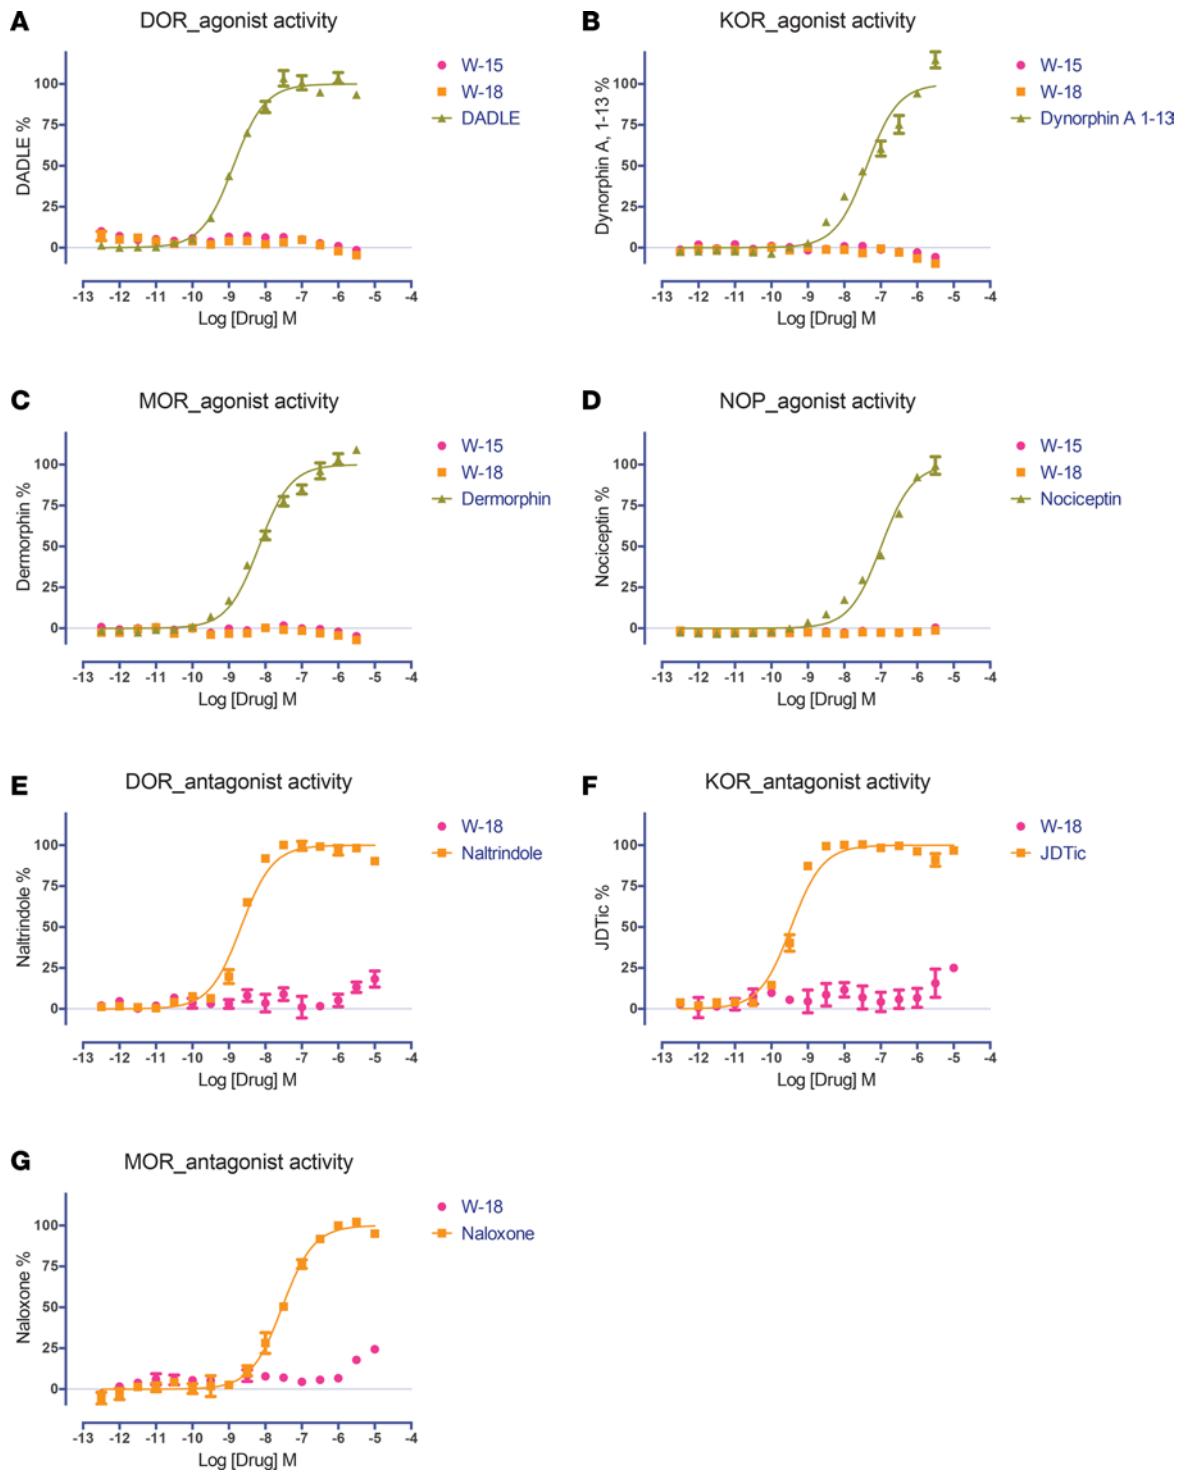 A
DOR_agonist activity
DADLE %
100
75
50
25
0
-13 -12 -11 -10 -9 -8 -7 -6 -5 -4
Log [Drug] M
W-15
W-18
DADLE
B
KOR_agonist activity
Dynorphin A, 1-13 %
100
75
50
25
0
-13 -12 -11 -10 -9 -8 -7 -6 -5 -4
Log [Drug] M
W-15
W-18
Dynorphin A 1-13
C
MOR_agonist activity
Dermorphin %
100
75
50
25
0
-13 -12 -11 -10 -9 -8 -7 -6 -5 -4
Log [Drug] M
W-15
W-18
Dermorphin
D
NOP_agonist activity
Nociceptin %
100
75
50
25
0
-13 -12 -11 -10 -9 -8 -7 -6 -5 -4
Log [Drug] M
W-15
W-18
Nociceptin
E
DOR_antagonist activity
Naltrindole %
100
75
50
25
0
-13 -12 -11 -10 -9 -8 -7 -6 -5 -4
Log [Drug] M
W-18
Naltrindole
F
KOR_antagonist activity
JDTic %
100
75
50
25
0
-13 -12 -11 -10 -9 -8 -7 -6 -5 -4
Log [Drug] M
W-18
JDTic
G
MOR_antagonist activity
Naloxone %
100
75
50
25
0
-13 -12 -11 -10 -9 -8 -7 -6 -5 -4
Log [Drug] M
W-18
Naloxone